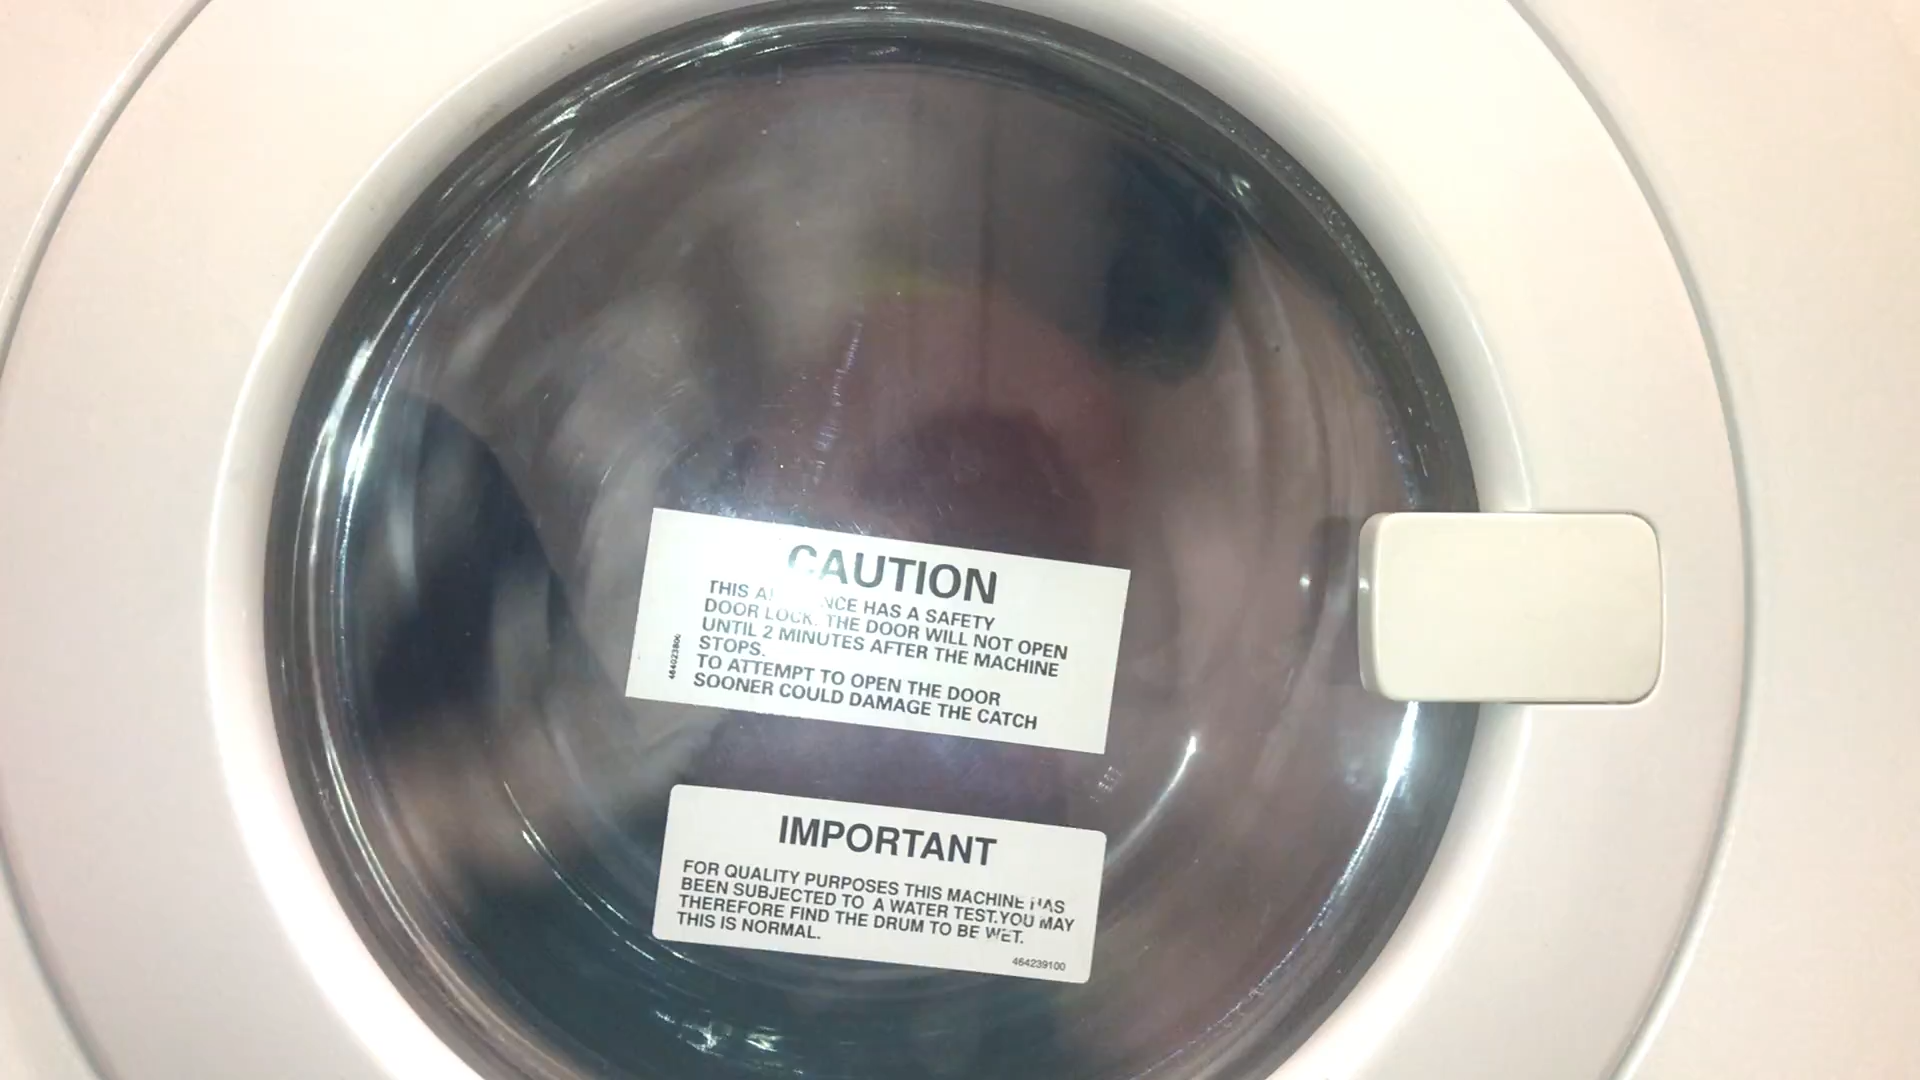 CAUTION
THIS A NCE HAS A SAFETY
DOOR LOCK. THE DOOR WILL NOT OPEN
UNTIL 2 MINUTES AFTER THE MACHINE
STOPS.
TO ATTEMPT TO OPEN THE DOOR
SOONER COULD DAMAGE THE CATCH
IMPORTANT
FOR QUALITY PURPOSES THIS MACHINE HAS
BEEN SUBJECTED TO A WATER TEST.YOU MAY
THEREFORE FIND THE DRUM TO BE WET.
THIS IS NORMAL.
464239100